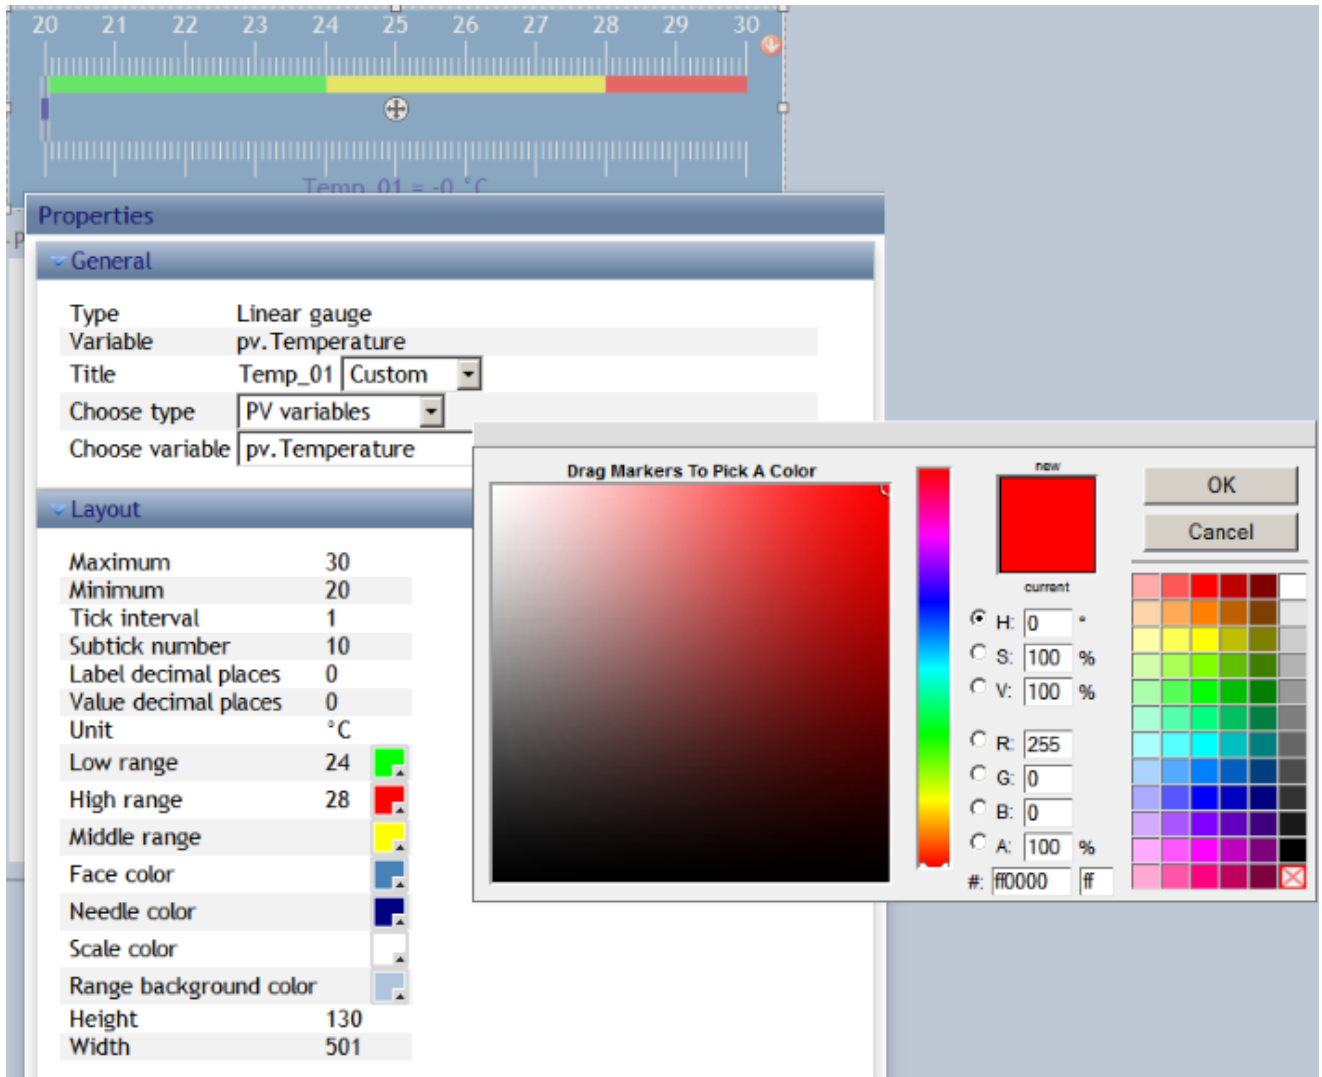 20 21 22 23 24 25 26 27 28 29 30
Temp_01 = -0 °C
Properties
P
General
Type Linear gauge
Variable pv.Temperature
Title Temp_01 Custom
Choose type PV variables
Choose variable pv.Temperature
Layout
Maximum 30
Minimum 20
Tick interval 1
Subtick number 10
Label decimal places 0
Value decimal places 0
Unit °C
Low range 24
High range 28
Middle range
Face color
Needle color
Scale color
Range background color
Height 130
Width 501
Drag Markers To Pick A Color
new
current
OK
Cancel
H: 0 °
S: 100 %
V: 100 %
R: 255
G: 0
B: 0
A: 100 %
#: ff0000 ff